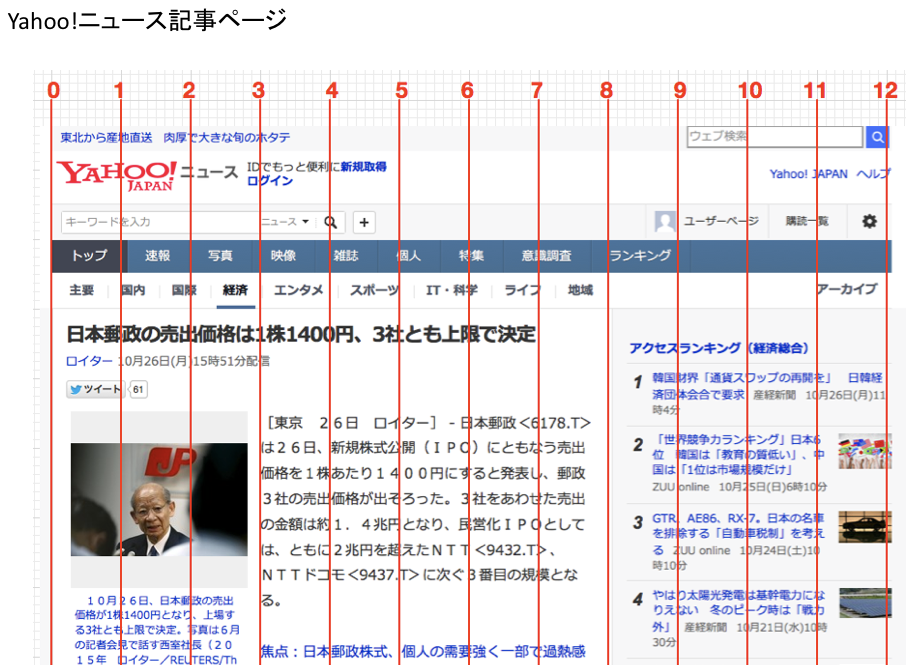 Yahoo!ニュース記事ページ
0 1 2 3 4 5 6 7 8 9 10 11 12
東北から産地直送 肉厚で大きな旬のホタテ
ウェブ検索
YAHOO! JAPAN ニュース
IDでもっと便利に新規取得
ログイン
Yahoo! JAPAN ヘルプ
キーワードを入力 ニュース
+
ユーザーページ 購読一覧
トップ 速報 写真 映像 雑誌 個人 特集 意識調査 ランキング
主要 国内 国際 経済 エンタメ スポーツ IT・科学 ライフ 地域 アーカイブ
日本郵政の売出価格は1株1400円、3社とも上限で決定
ロイター 10月26日(月)15時51分配信
ツイート 61
JP
１０月２６日、日本郵政の売出
価格が1株1400円となり、上場す
る3社とも上限で決定。写真は６月
の記者会見で話す西室社長（２０
１５年 ロイター／REUTERS/Th
［東京 ２６日 ロイター］ - 日本郵政<6178.T>
は２６日、新規株式公開（ＩＰＯ）にともなう売出
価格を１株あたり１４００円にすると発表し、郵政
３社の売出価格が出そろった。３社をあわせた売出
の金額は約１．４兆円となり、民営化ＩＰＯとして
は、ともに２兆円を超えたＮＴＴ<9432.T>、
ＮＴＴドコモ<9437.T>に次ぐ３番目の規模とな
る。
焦点：日本郵政株式、個人の需要強く一部で過熱感
アクセスランキング（経済総合）
1 韓国財界「通貨スワップの再開を」 日韓経
済団体会合で要求 産経新聞 10月26日(月)11
時4分
2 「世界競争力ランキング」日本6
位 韓国は「教育の質低い」、中
国は「1位は市場規模だけ」
ZUU online 10月25日(日)6時10分
3 GTR、AE86、RX-7。日本の名車
を排除する「自動車税制」を考え
る ZUU online 10月24日(土)10
時10分
4 やはり太陽光発電は基幹電力にな
りえない 冬のピーク時は「戦力
外」 産経新聞 10月21日(水)10時
30分